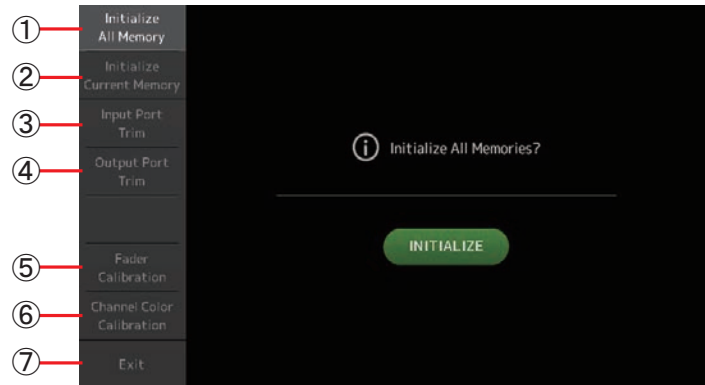 ①
Initialize
All Memory
②
Initialize
Current Memory
③
Input Port
Trim
④
Output Port
Trim
⑤
Fader
Calibration
⑥
Channel Color
Calibration
⑦
Exit
Initialize All Memories?
INITIALIZE